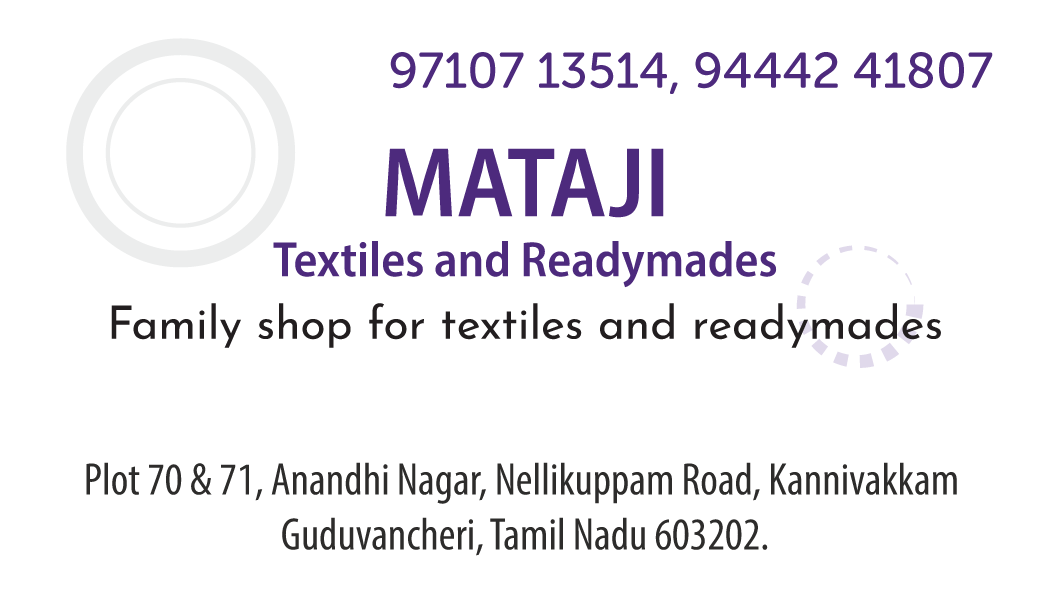 97107 13514, 94442 41807
MATAJI
Textiles and Readymades
Family shop for textiles and readymades
Plot 70 & 71, Anandhi Nagar, Nellikuppam Road, Kannivakkam
Guduvancheri, Tamil Nadu 603202.